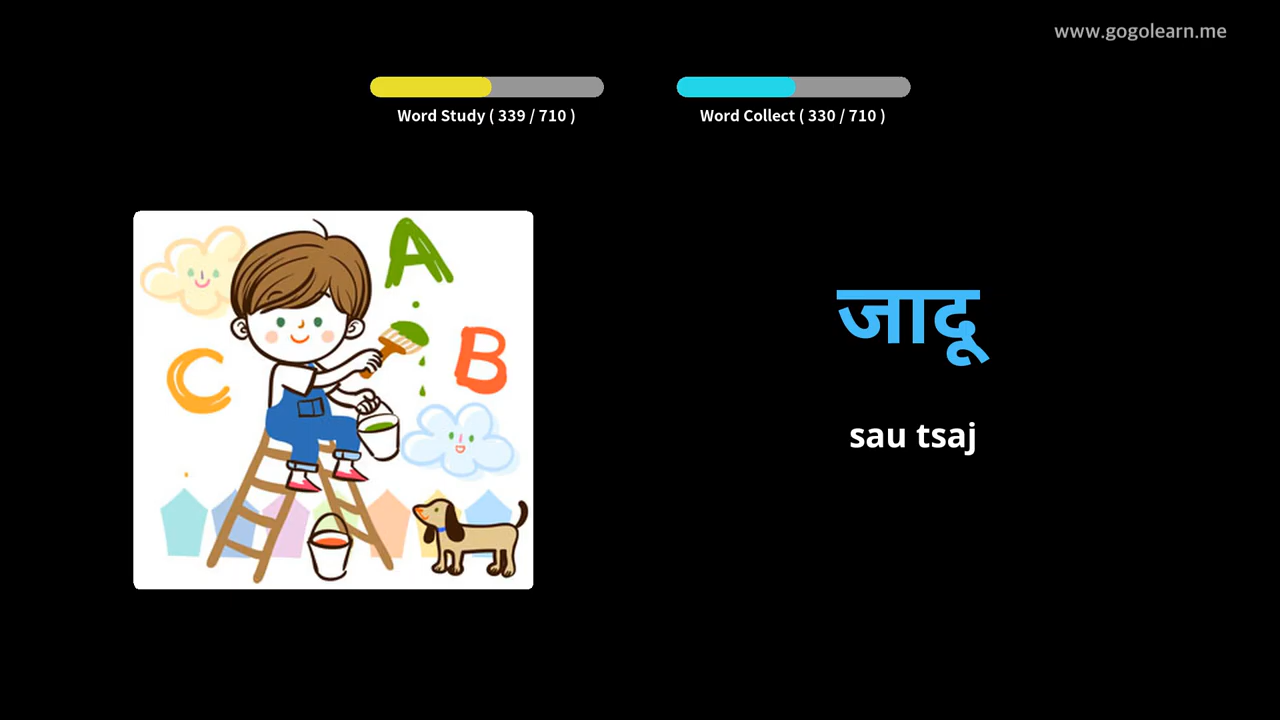 www.gogolearn.me
Word Study ( 339 / 710 )
Word Collect ( 330 / 710 )
A
B
C
जादू
sau tsaj